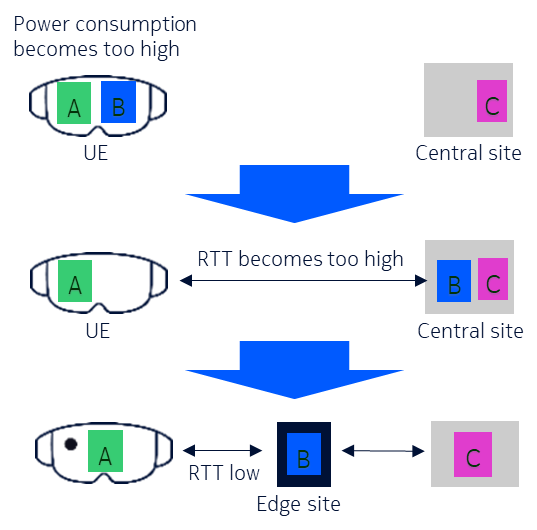 Power consumption
becomes too high
A B
C
UE
Central site
RTT becomes too high
A
B C
UE
Central site
A
B
C
RTT low
Edge site